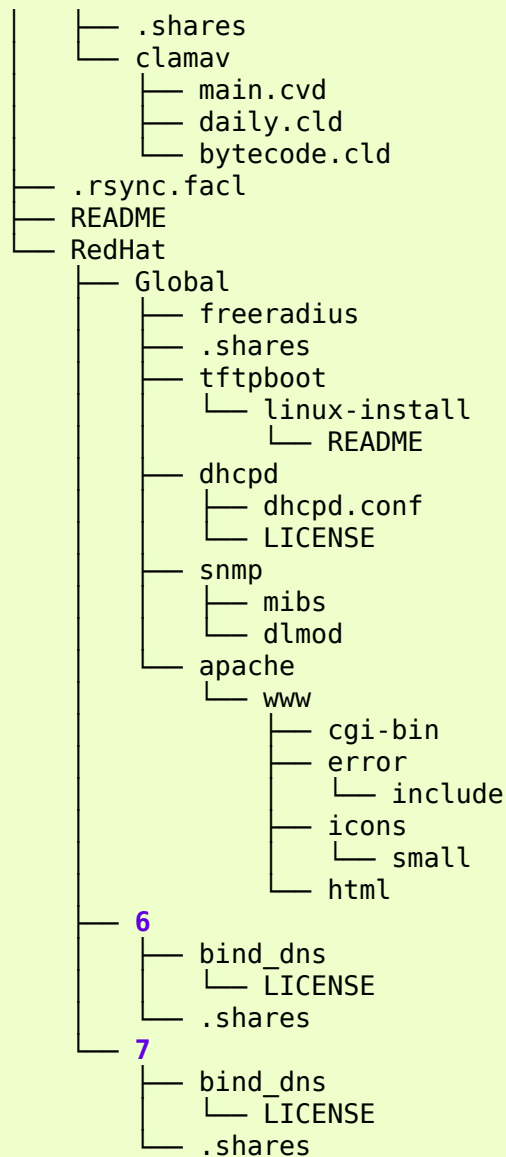 │   ├── .shares
│   └── clamav
│       ├── main.cvd
│       ├── daily.cld
│       └── bytecode.cld
├── .rsync.facl
├── README
└── RedHat
    ├── Global
    │   ├── freeradius
    │   ├── .shares
    │   ├── tftpboot
    │   │   └── linux-install
    │   │       └── README
    │   ├── dhcpd
    │   │   ├── dhcpd.conf
    │   │   └── LICENSE
    │   ├── snmp
    │   │   ├── mibs
    │   │   └── dlmod
    │   └── apache
    │       └── www
    │           ├── cgi-bin
    │           ├── error
    │           │   └── include
    │           ├── icons
    │           │   └── small
    │           └── html
    ├── 6
    │   ├── bind_dns
    │   │   └── LICENSE
    │   └── .shares
    └── 7
        ├── bind_dns
        │   └── LICENSE
        └── .shares